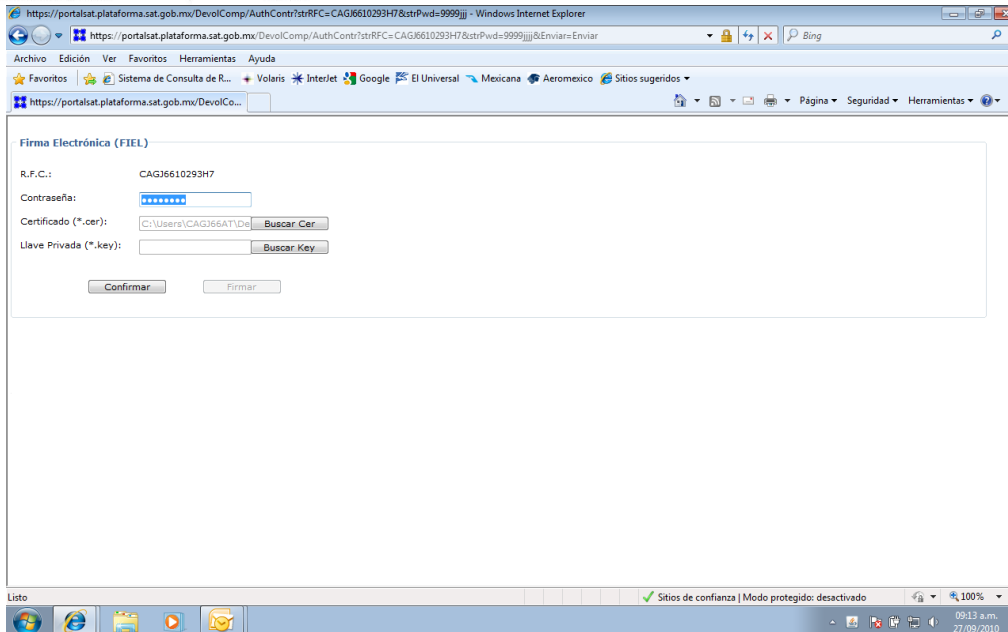 https://portalsat.plataforma.sat.gob.mx/DevolComp/AuthContr?strRFC=CAGJ6610293H7&strPwd=9999jjjj - Windows Internet Explorer
https://portalsat.plataforma.sat.gob.mx/DevolComp/AuthContr?strRFC=CAGJ6610293H7&strPwd=9999jjjj&Enviar=Enviar Bing
Archivo Edición Ver Favoritos Herramientas Ayuda
Favoritos Sistema de Consulta de R... Volaris InterJet Google El Universal Mexicana Aeromexico Sitios sugeridos
https://portalsat.plataforma.sat.gob.mx/DevolCo... Página Seguridad Herramientas
Firma Electrónica (FIEL)
R.F.C.: CAGJ6610293H7
Contraseña: ••••••••
Certificado (*.cer): C:\Users\CAGJ66AT\De Buscar Cer
Llave Privada (*.key): Buscar Key
Confirmar Firmar
Listo Sitios de confianza | Modo protegido: desactivado 100%
09:13 a.m.
27/09/2010